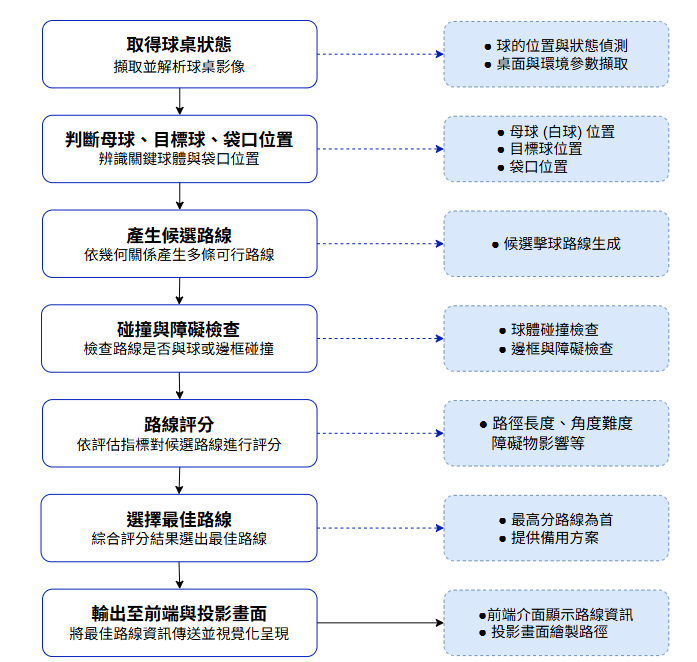 取得球桌狀態
擷取並解析球桌影像
● 球的位置與狀態偵測
● 桌面與環境參數擷取
判斷母球、目標球、袋口位置
辨識關鍵球體與袋口位置
● 母球 (白球) 位置
● 目標球位置
● 袋口位置
產生候選路線
依幾何關係產生多條可行路線
● 候選擊球路線生成
碰撞與障礙檢查
檢查路線是否與球或邊框碰撞
● 球體碰撞檢查
● 邊框與障礙檢查
路線評分
依評估指標對候選路線進行評分
● 路徑長度、角度難度
障礙物影響等
選擇最佳路線
綜合評分結果選出最佳路線
● 最高分路線為首
● 提供備用方案
輸出至前端與投影畫面
將最佳路線資訊傳送並視覺化呈現
●前端介面顯示路線資訊
● 投影畫面繪製路徑